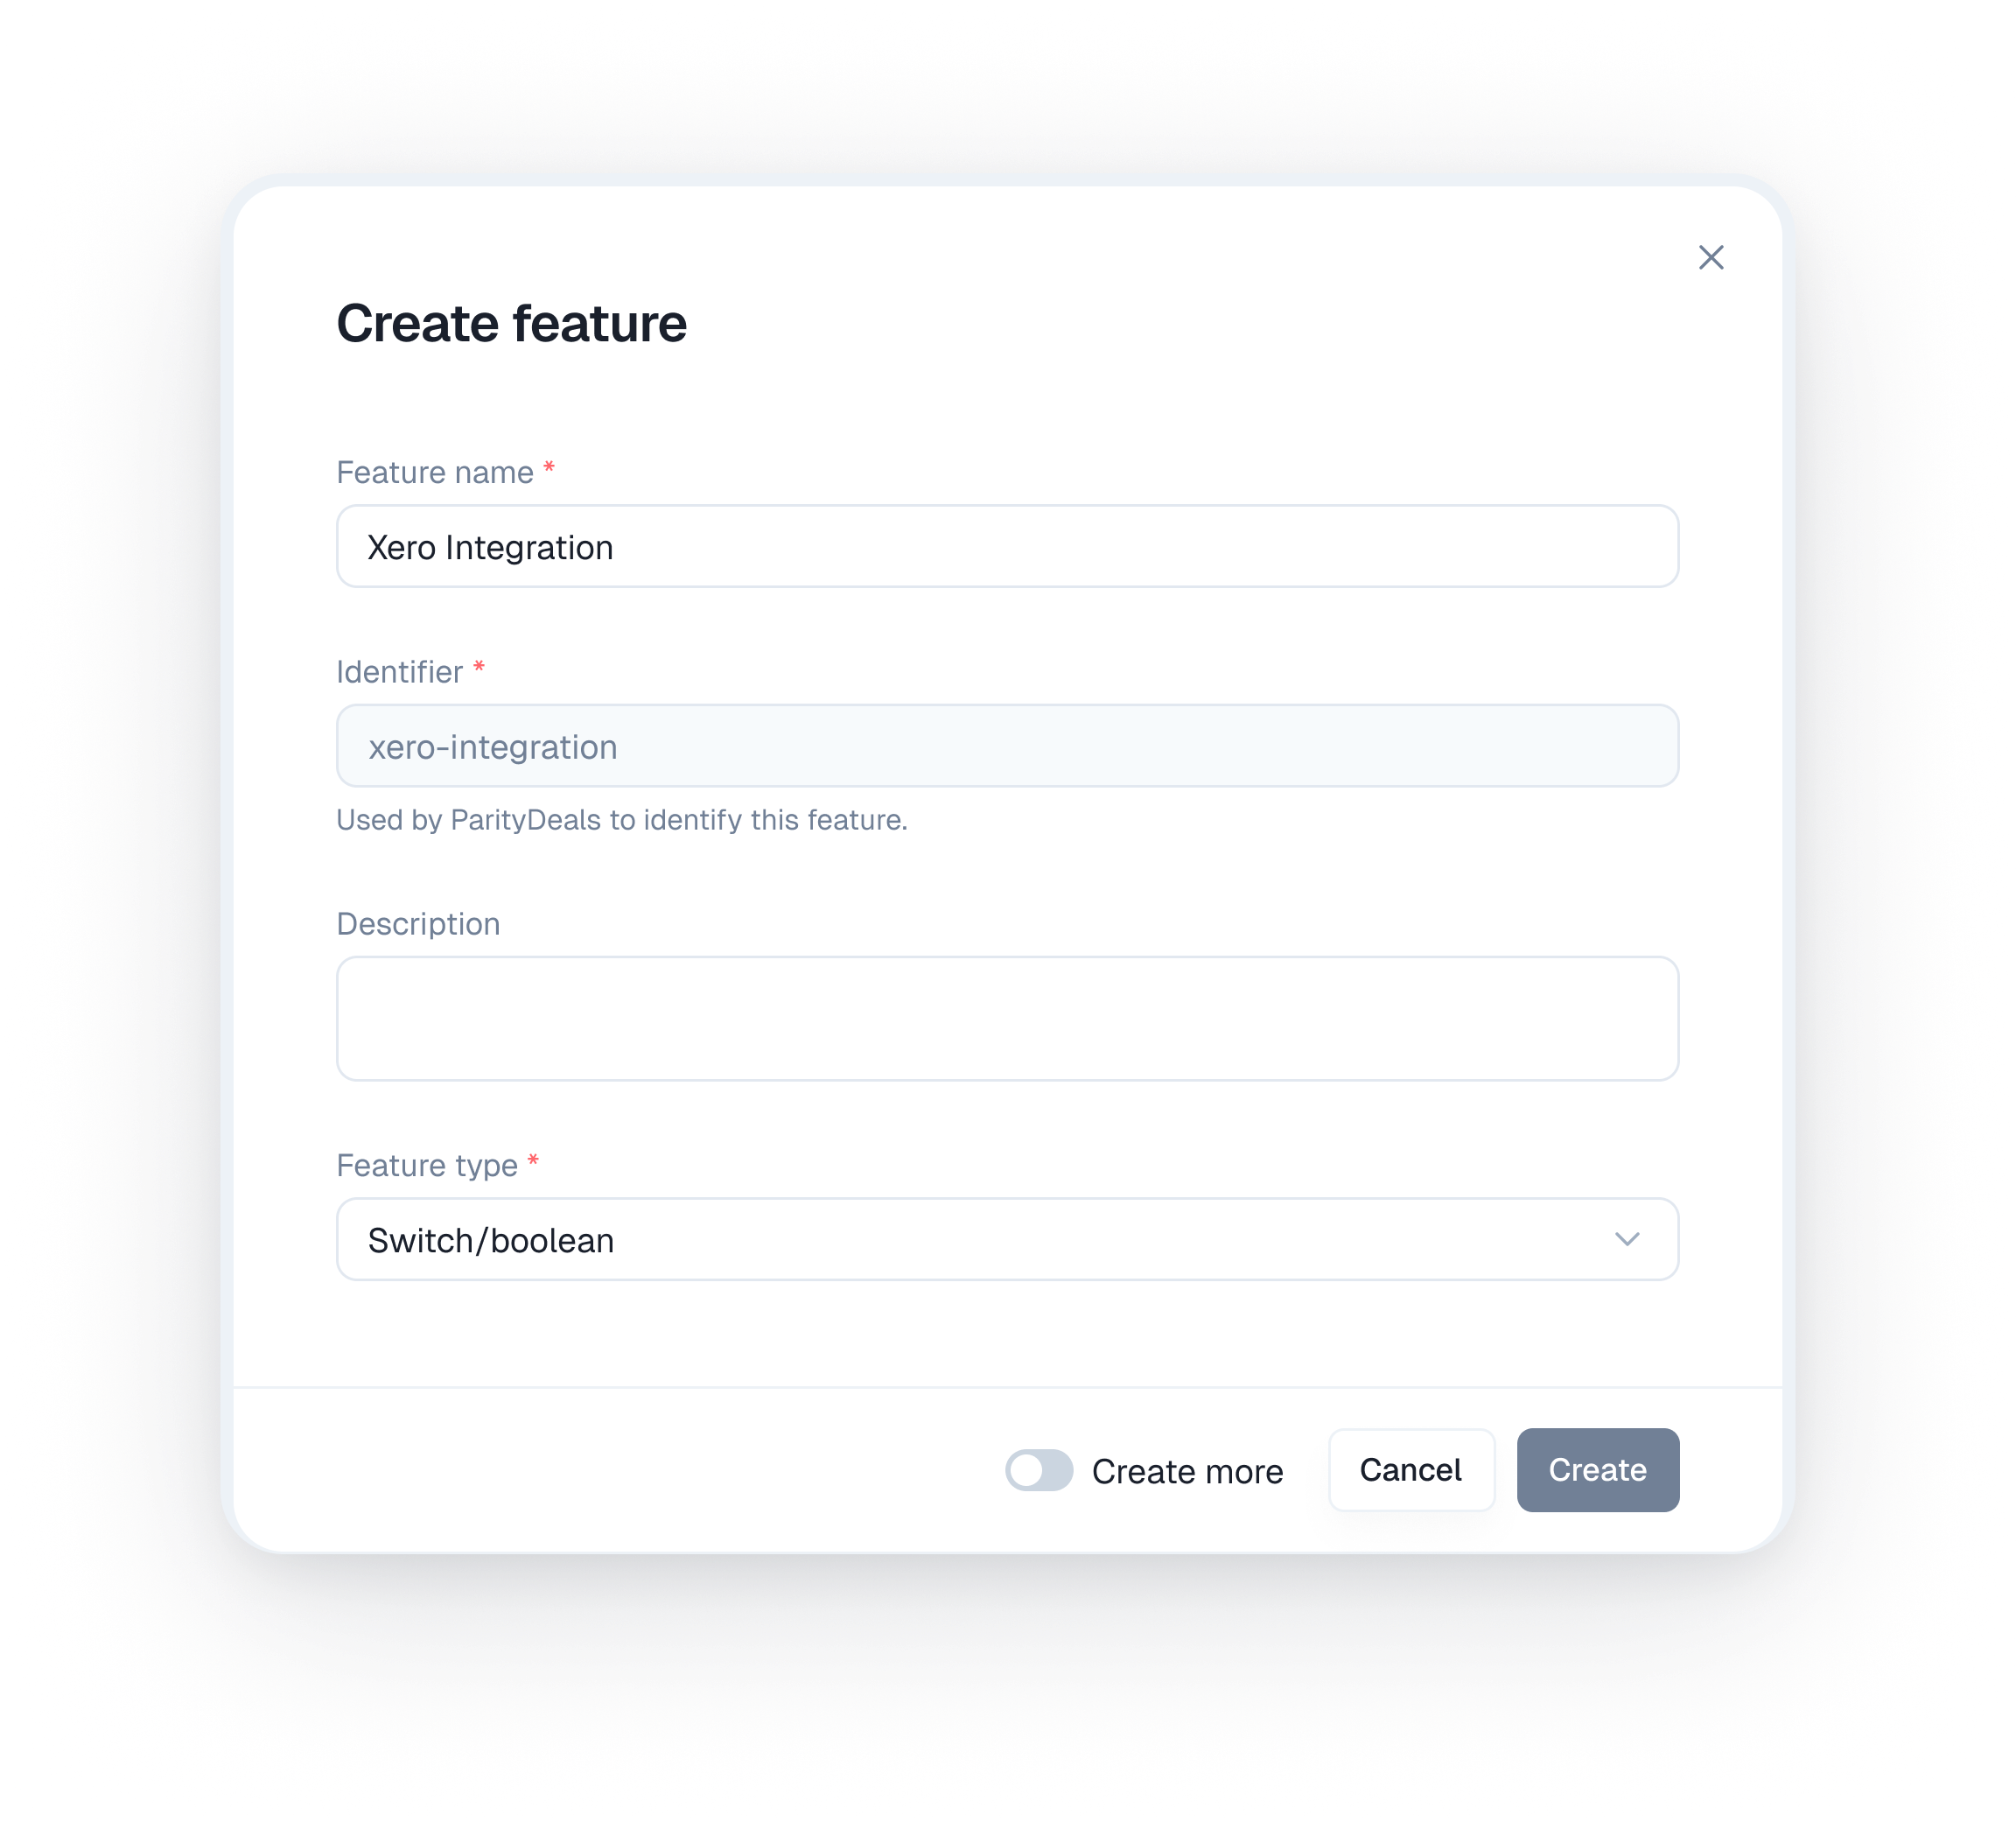 Create feature
Feature name *
Xero Integration
Identifier *
xero-integration
Used by ParityDeals to identify this feature.
Description
Feature type *
Switch/boolean
Create more
Cancel
Create